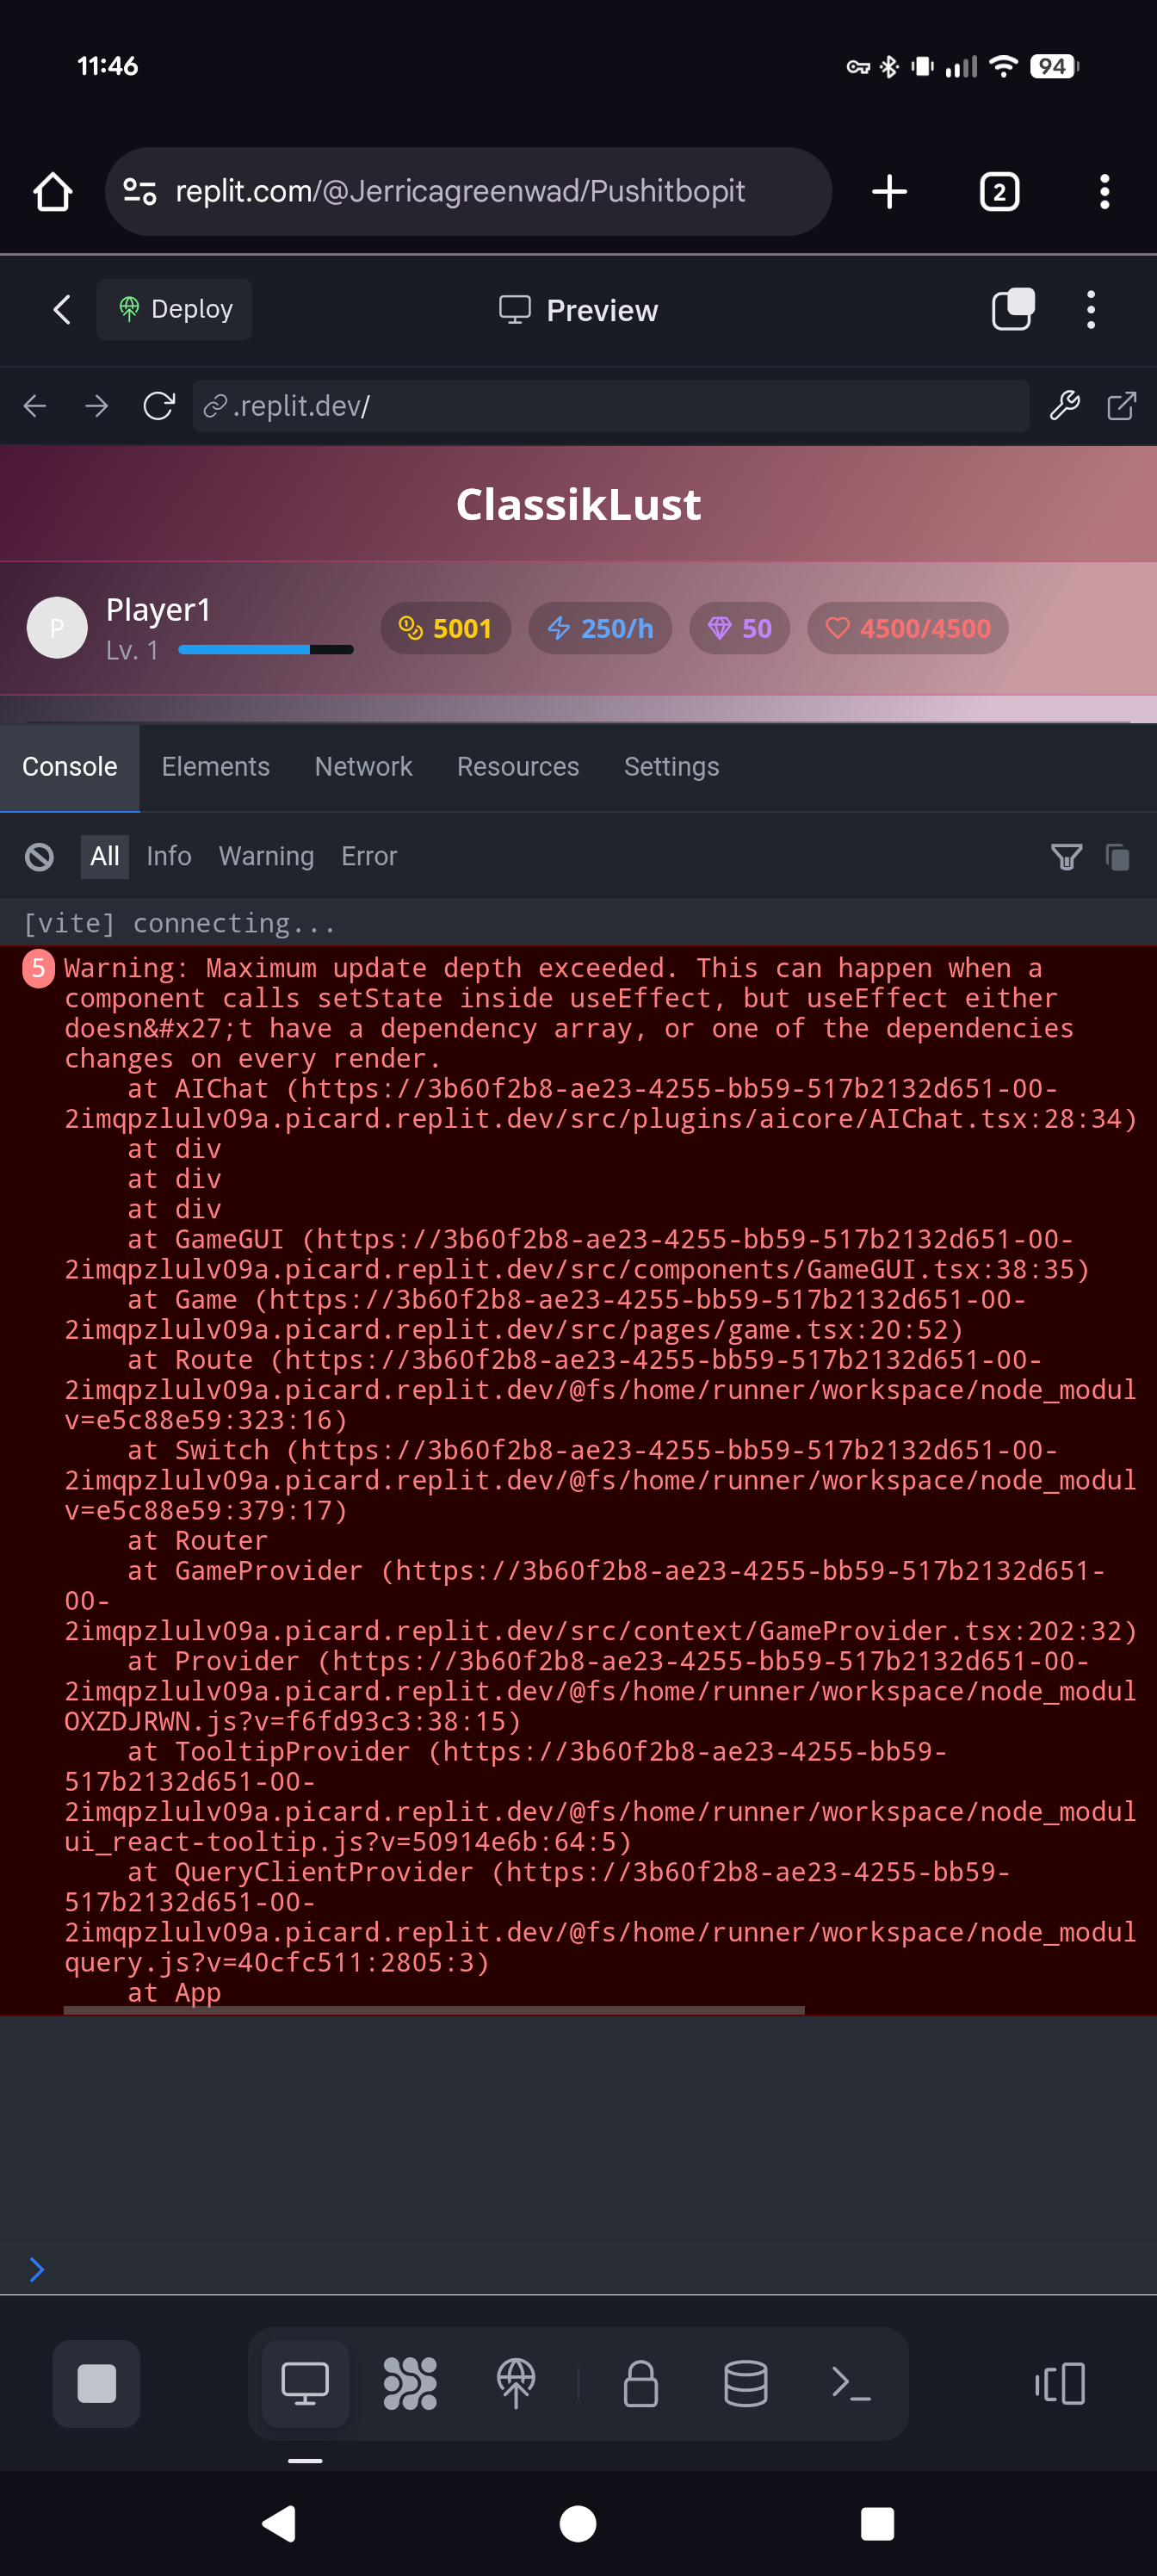 11:46
94
replit.com/@Jerricagreenwad/Pushitbopit
2
Deploy
Preview
.replit.dev/
ClassikLust
P
Player1
Lv. 1
5001
250/h
50
4500/4500
Console
Elements
Network
Resources
Settings
All
Info
Warning
Error
[vite] connecting...
5
Warning: Maximum update depth exceeded. This can happen when a
component calls setState inside useEffect, but useEffect either
doesn&#x27;t have a dependency array, or one of the dependencies
changes on every render.
at AIChat (https://3b60f2b8-ae23-4255-bb59-517b2132d651-00-
2imqpzlulv09a.picard.replit.dev/src/plugins/aicore/AIChat.tsx:28:34)
at div
at div
at div
at GameGUI (https://3b60f2b8-ae23-4255-bb59-517b2132d651-00-
2imqpzlulv09a.picard.replit.dev/src/components/GameGUI.tsx:38:35)
at Game (https://3b60f2b8-ae23-4255-bb59-517b2132d651-00-
2imqpzlulv09a.picard.replit.dev/src/pages/game.tsx:20:52)
at Route (https://3b60f2b8-ae23-4255-bb59-517b2132d651-00-
2imqpzlulv09a.picard.replit.dev/@fs/home/runner/workspace/node_modul
v=e5c88e59:323:16)
at Switch (https://3b60f2b8-ae23-4255-bb59-517b2132d651-00-
2imqpzlulv09a.picard.replit.dev/@fs/home/runner/workspace/node_modul
v=e5c88e59:379:17)
at Router
at GameProvider (https://3b60f2b8-ae23-4255-bb59-517b2132d651-
00-
2imqpzlulv09a.picard.replit.dev/src/context/GameProvider.tsx:202:32)
at Provider (https://3b60f2b8-ae23-4255-bb59-517b2132d651-00-
2imqpzlulv09a.picard.replit.dev/@fs/home/runner/workspace/node_modul
OXZDJRWN.js?v=f6fd93c3:38:15)
at TooltipProvider (https://3b60f2b8-ae23-4255-bb59-
517b2132d651-00-
2imqpzlulv09a.picard.replit.dev/@fs/home/runner/workspace/node_modul
ui_react-tooltip.js?v=50914e6b:64:5)
at QueryClientProvider (https://3b60f2b8-ae23-4255-bb59-
517b2132d651-00-
2imqpzlulv09a.picard.replit.dev/@fs/home/runner/workspace/node_modul
query.js?v=40cfc511:2805:3)
at App